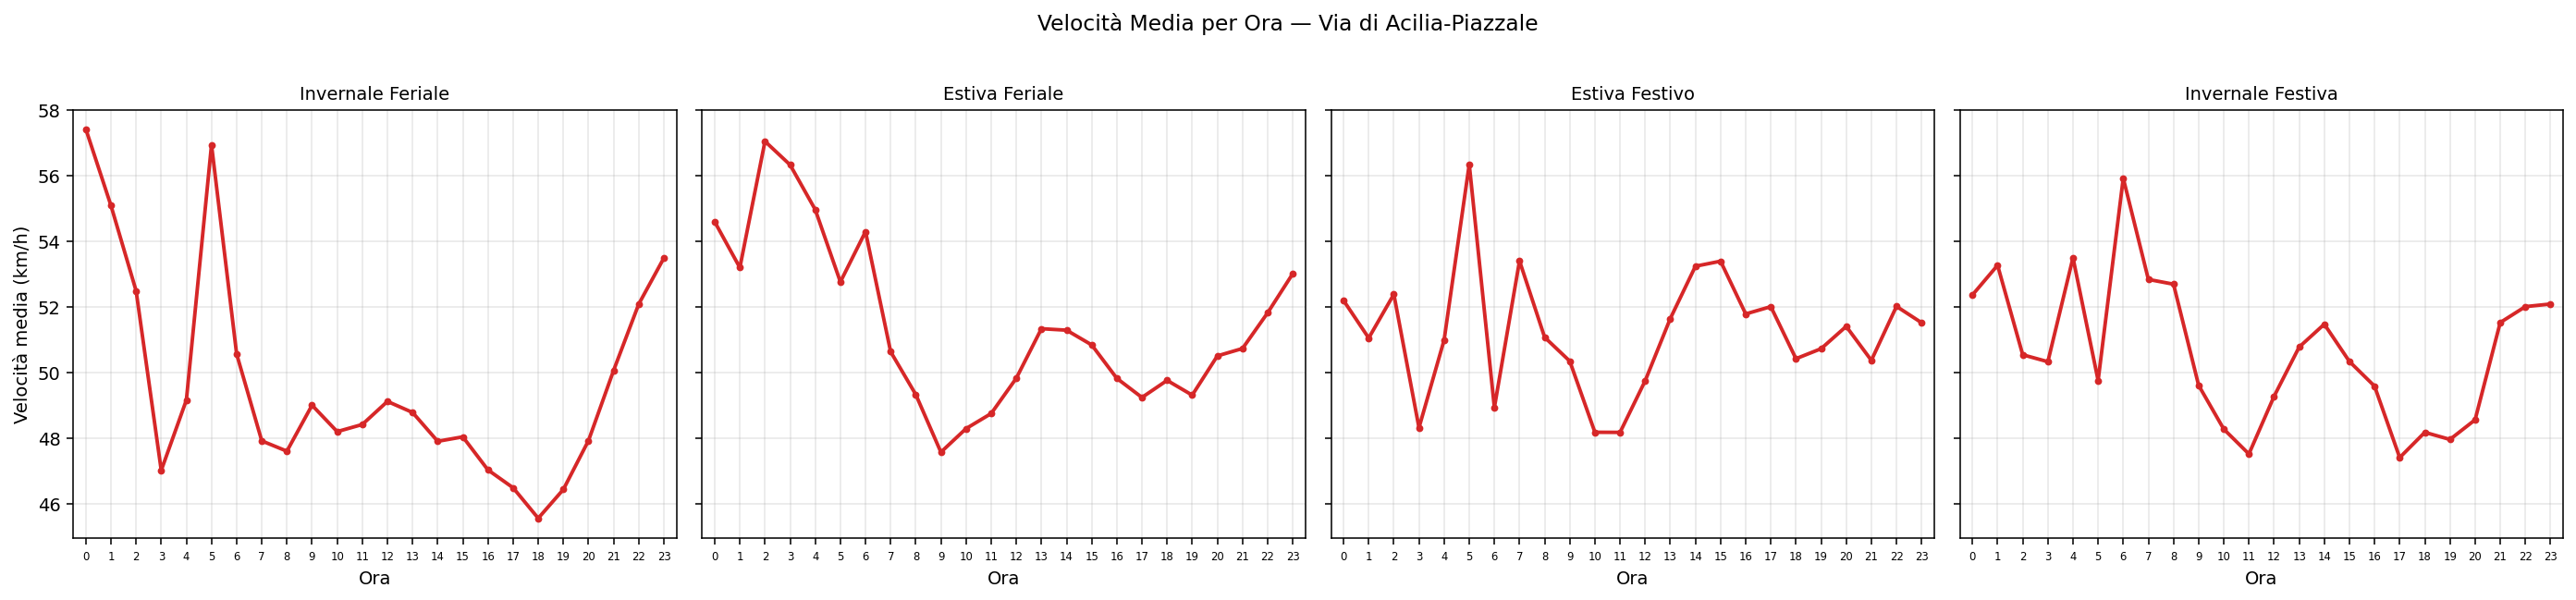 Velocità Media per Ora — Via di Acilia-Piazzale
Invernale Feriale
Estiva Feriale
Estiva Festivo
Invernale Festiva
Velocità media (km/h)
58
56
54
52
50
48
46
0 1 2 3 4 5 6 7 8 9 10 11 12 13 14 15 16 17 18 19 20 21 22 23
Ora
0 1 2 3 4 5 6 7 8 9 10 11 12 13 14 15 16 17 18 19 20 21 22 23
Ora
0 1 2 3 4 5 6 7 8 9 10 11 12 13 14 15 16 17 18 19 20 21 22 23
Ora
0 1 2 3 4 5 6 7 8 9 10 11 12 13 14 15 16 17 18 19 20 21 22 23
Ora